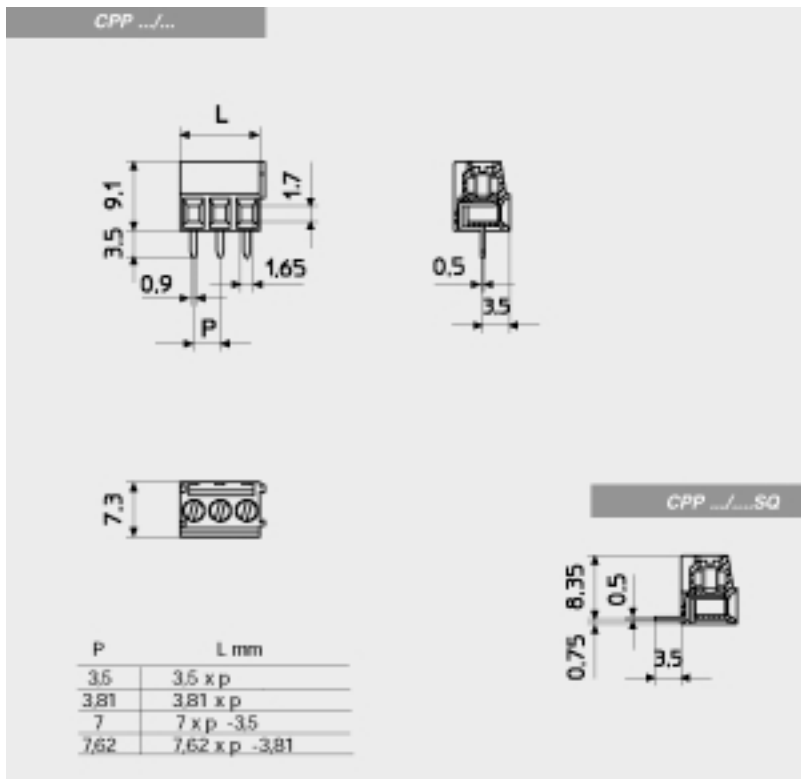 CPP .../...
L
9,1
1.7
3.5
0.9
1,65
P
0,5
3.5
7.3
CPP .../....SQ
8.35
0.5
0.75
3.5
P L mm
3,5 3,5 x p
3,81 3,81 x p
7 7 x p -3,5
7,62 7,62 x p -3,81